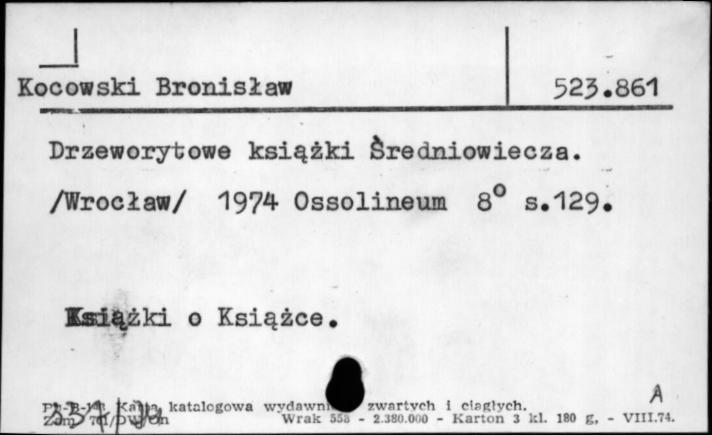 Kocowski Bronisław 523.861
Drzeworytowe książki Średniowiecza.
/Wrocław/ 1974 Ossolineum 8° s.129.
Książki o Książce.
A
Karta katalogowa wydawni zwartych i ciągłych.
Wrak 558 - 2.380.000 - Karton 3 kl. 180 g, - VIII.74.